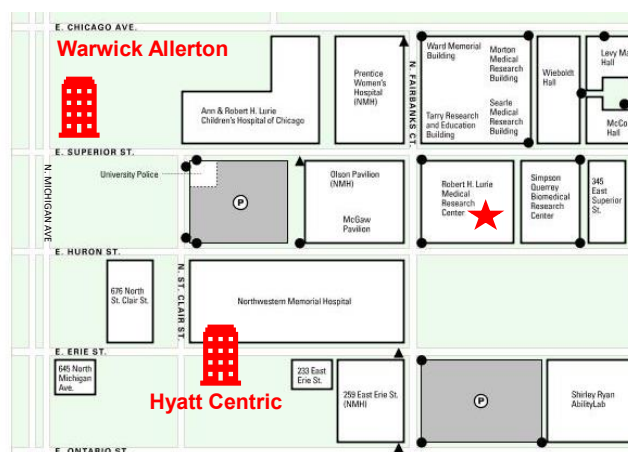 E. CHICAGO AVE.
Warwick Allerton
Ann & Robert H. Lurie
Children's Hospital of Chicago
Prentice
Women's
Hospital
(NMH)
N. FAIRBANKS CT.
Ward Memorial
Building
Morton
Medical
Research
Building
Tarry Research
and Education
Building
Searle
Medical
Research
Building
Wieboldt
Hall
Levy Ma
Hall
McCo
Hall
E. SUPERIOR ST.
N. MICHIGAN AVE
University Police
P
Olson Pavilion
(NMH)
McGaw
Pavilion
Robert H. Lurie
Medical
Research
Center
Simpson
Querrey
Biomedical
Research
Center
345
East
Superior
St.
E. HURON ST.
676 North
St. Clair St.
N. ST. CLAIR ST.
Northwestern Memorial Hospital
E. ERIE ST.
645 North
Michigan
Ave.
Hyatt Centric
233 East
Erie St.
259 East Erie St.
(NMH)
P
Shirley Ryan
AbilityLab
E. ONTARIO ST.